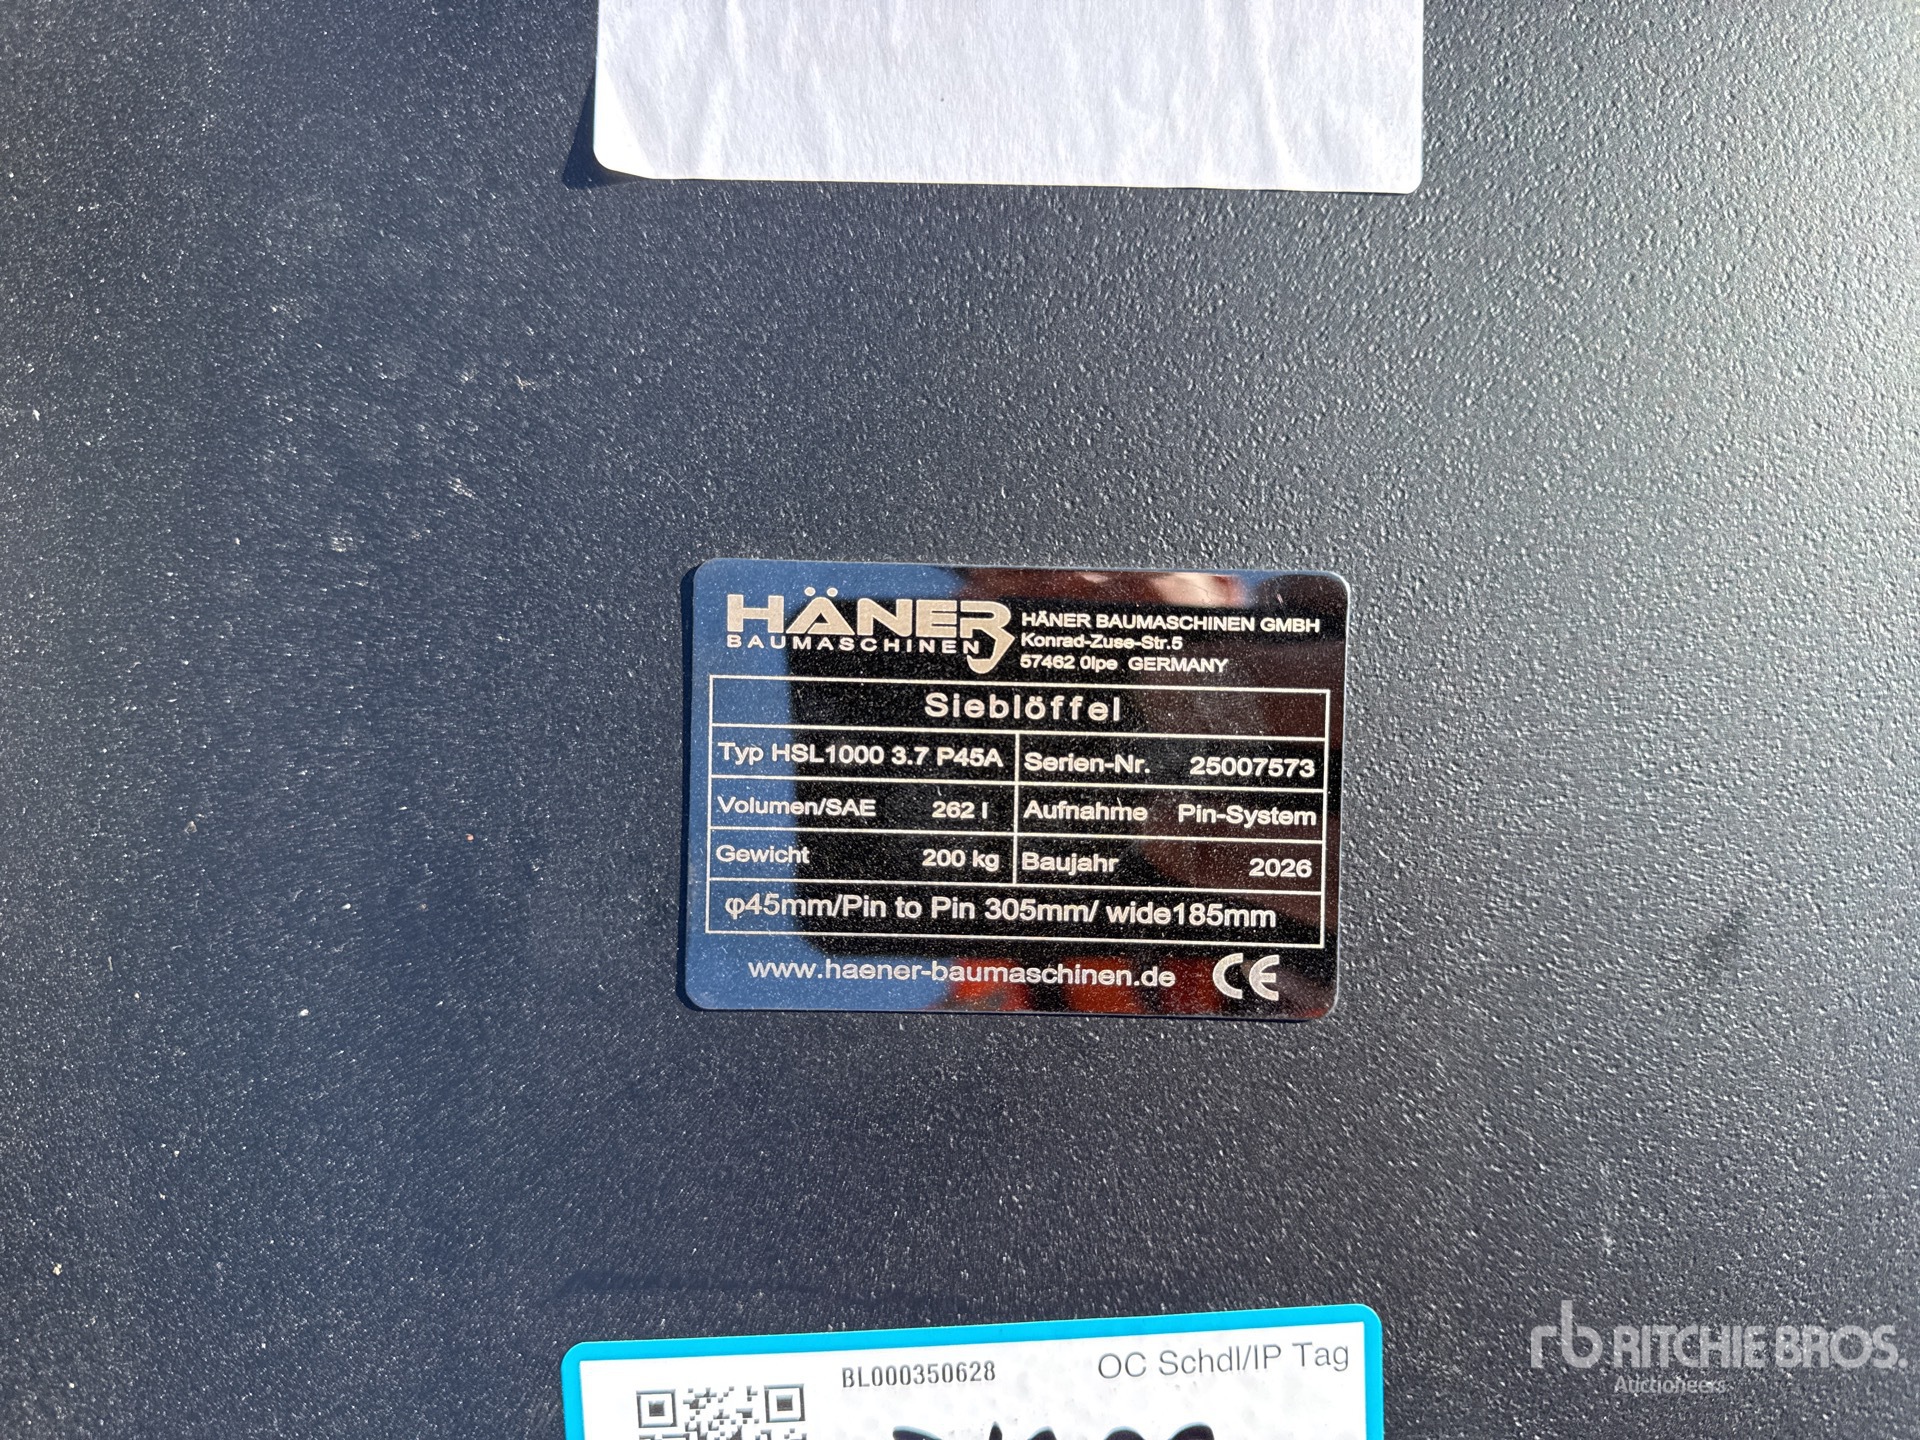 HÄNER
BAUMASCHINEN
HÄNER BAUMASCHINEN GMBH
Konrad-Zuse-Str.5
57462 Olpe GERMANY
Sieblöffel
Typ HSL1000 3.7 P45A
Serien-Nr. 25007573
Volumen/SAE 262 l
Aufnahme Pin-System
Gewicht 200 kg
Baujahr 2026
φ45mm/Pin to Pin 305mm/ wide185mm
www.haener-baumaschinen.de CE
BL000350628 OC Schdl/IP Tag
rb RITCHIE BROS.
Auctioneers